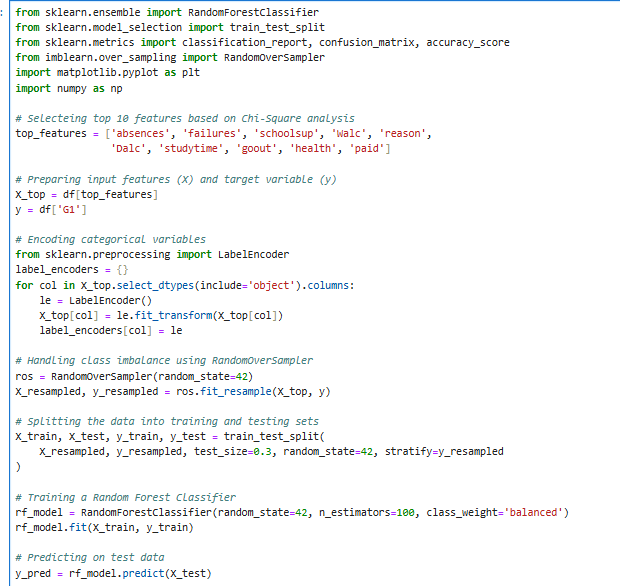 from sklearn.ensemble import RandomForestClassifier
from sklearn.model_selection import train_test_split
from sklearn.metrics import classification_report, confusion_matrix, accuracy_score
from imblearn.over_sampling import RandomOverSampler
import matplotlib.pyplot as plt
import numpy as np

# Selecteing top 10 features based on Chi-Square analysis
top_features = ['absences', 'failures', 'schoolsup', 'Walc', 'reason',
                'Dalc', 'studytime', 'goout', 'health', 'paid']

# Preparing input features (X) and target variable (y)
X_top = df[top_features]
y = df['G1']

# Encoding categorical variables
from sklearn.preprocessing import LabelEncoder
label_encoders = {}
for col in X_top.select_dtypes(include='object').columns:
    le = LabelEncoder()
    X_top[col] = le.fit_transform(X_top[col])
    label_encoders[col] = le

# Handling class imbalance using RandomOverSampler
ros = RandomOverSampler(random_state=42)
X_resampled, y_resampled = ros.fit_resample(X_top, y)

# Splitting the data into training and testing sets
X_train, X_test, y_train, y_test = train_test_split(
    X_resampled, y_resampled, test_size=0.3, random_state=42, stratify=y_resampled
)

# Training a Random Forest Classifier
rf_model = RandomForestClassifier(random_state=42, n_estimators=100, class_weight='balanced')
rf_model.fit(X_train, y_train)

# Predicting on test data
y_pred = rf_model.predict(X_test)